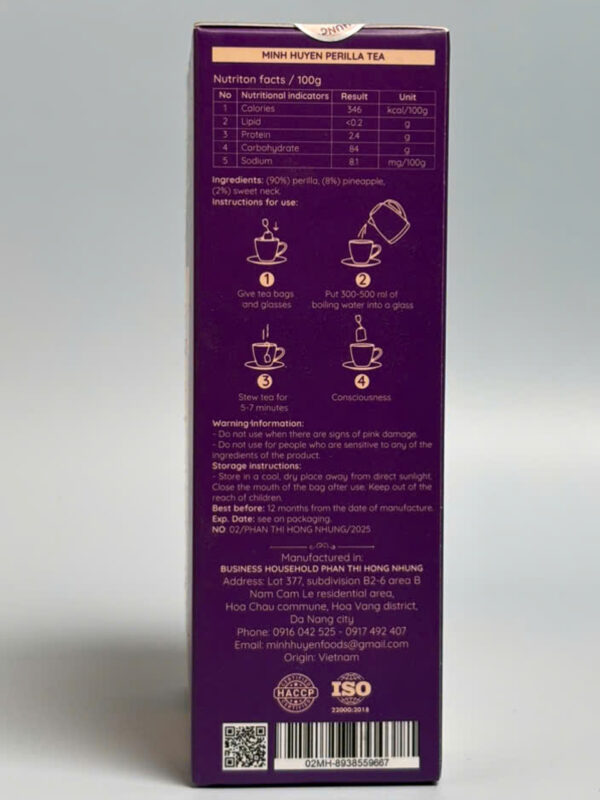 HUNG
MINH HUYEN PERILLA TEA
Nutriton facts / 100g
No Nutritional indicators Result Unit
1 Calories 346 kcal/100g
2 Lipid <0.2 g
3 Protein 2.4 g
4 Carbohydrate 84 g
5 Sodium 8.1 mg/100g
Ingredients: (90%) perilla, (8%) pineapple,
(2%) sweet neck.
Instructions for use:
1 2
Give tea bags Put 300-500 ml of
and glasses boiling water into a glass
3 4
Stew tea for Consciousness
5-7 minutes
Warning information:
- Do not use when there are signs of pink damage.
- Do not use for people who are sensitive to any of the
ingredients of the product.
Storage instructions:
- Store in a cool, dry place away from direct sunlight.
Close the mouth of the bag after use. Keep out of the
reach of children.
Best before: 12 months from the date of manufacture.
Exp. Date: see on packaging.
NO: 02/PHAN THI HONG NHUNG/2025
Manufactured in:
BUSINESS HOUSEHOLD PHAN THI HONG NHUNG
Address: Lot 377, subdivision B2-6 area B
Nam Cam Le residential area,
Hoa Chau commune, Hoa Vang district,
Da Nang city
Phone: 0916 042 525 - 0917 492 407
Email: minhhuyenfoods@gmail.com
Origin: Vietnam
CERTIFIED HACCP CERTIFIED
ISO
22000:2018
02MH-8938559667